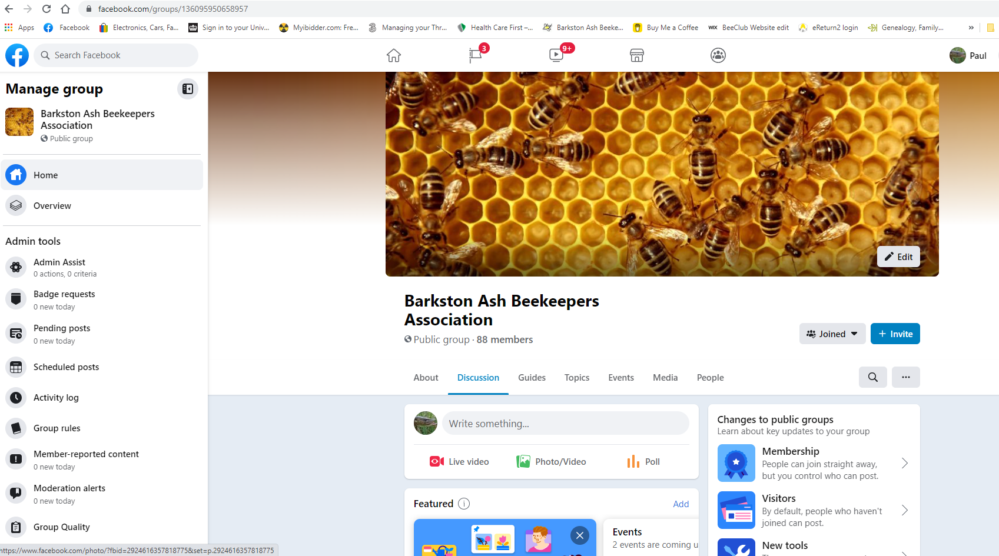 facebook.com/groups/136095950658957
Apps
Facebook
Electronics, Cars, Fa...
Sign in to your Univ...
Myibidder.com: Fre...
Managing your Thr...
Health Care First –...
Barkston Ash Beeke...
Buy Me a Coffee
WIX BeeClub Website edit
eReturn2 login
Genealogy, Family...
»
Search Facebook
3
9+
Paul
Manage group
Barkston Ash Beekeepers
Association
Public group
Home
Overview
Admin tools
Admin Assist
0 actions, 0 criteria
Badge requests
0 new today
Pending posts
0 new today
Scheduled posts
Activity log
Group rules
Member-reported content
0 new today
Moderation alerts
0 new today
Group Quality
https://www.facebook.com/photo/?fbid=2924616357818775&set=p.2924616357818775
Edit
Barkston Ash Beekeepers
Association
Public group · 88 members
Joined
+ Invite
About
Discussion
Guides
Topics
Events
Media
People
Write something...
Live video
Photo/Video
Poll
Featured
Add
Events
2 events are coming u
Changes to public groups
Learn about key updates to your group
Membership
People can join straight away,
but you control who can post.
Visitors
By default, people who haven't
joined can post.
New tools